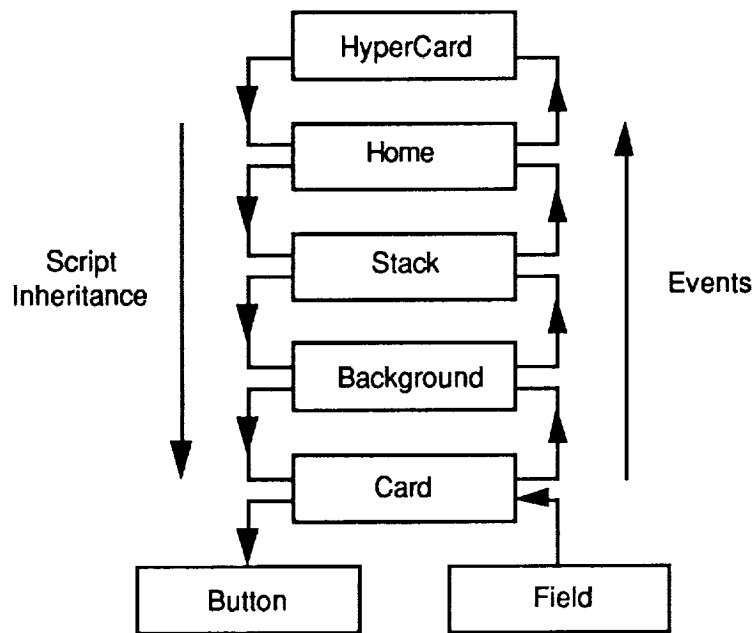 HyperCard
Home
Script
Inheritance
Stack
Events
Background
Card
Button
Field